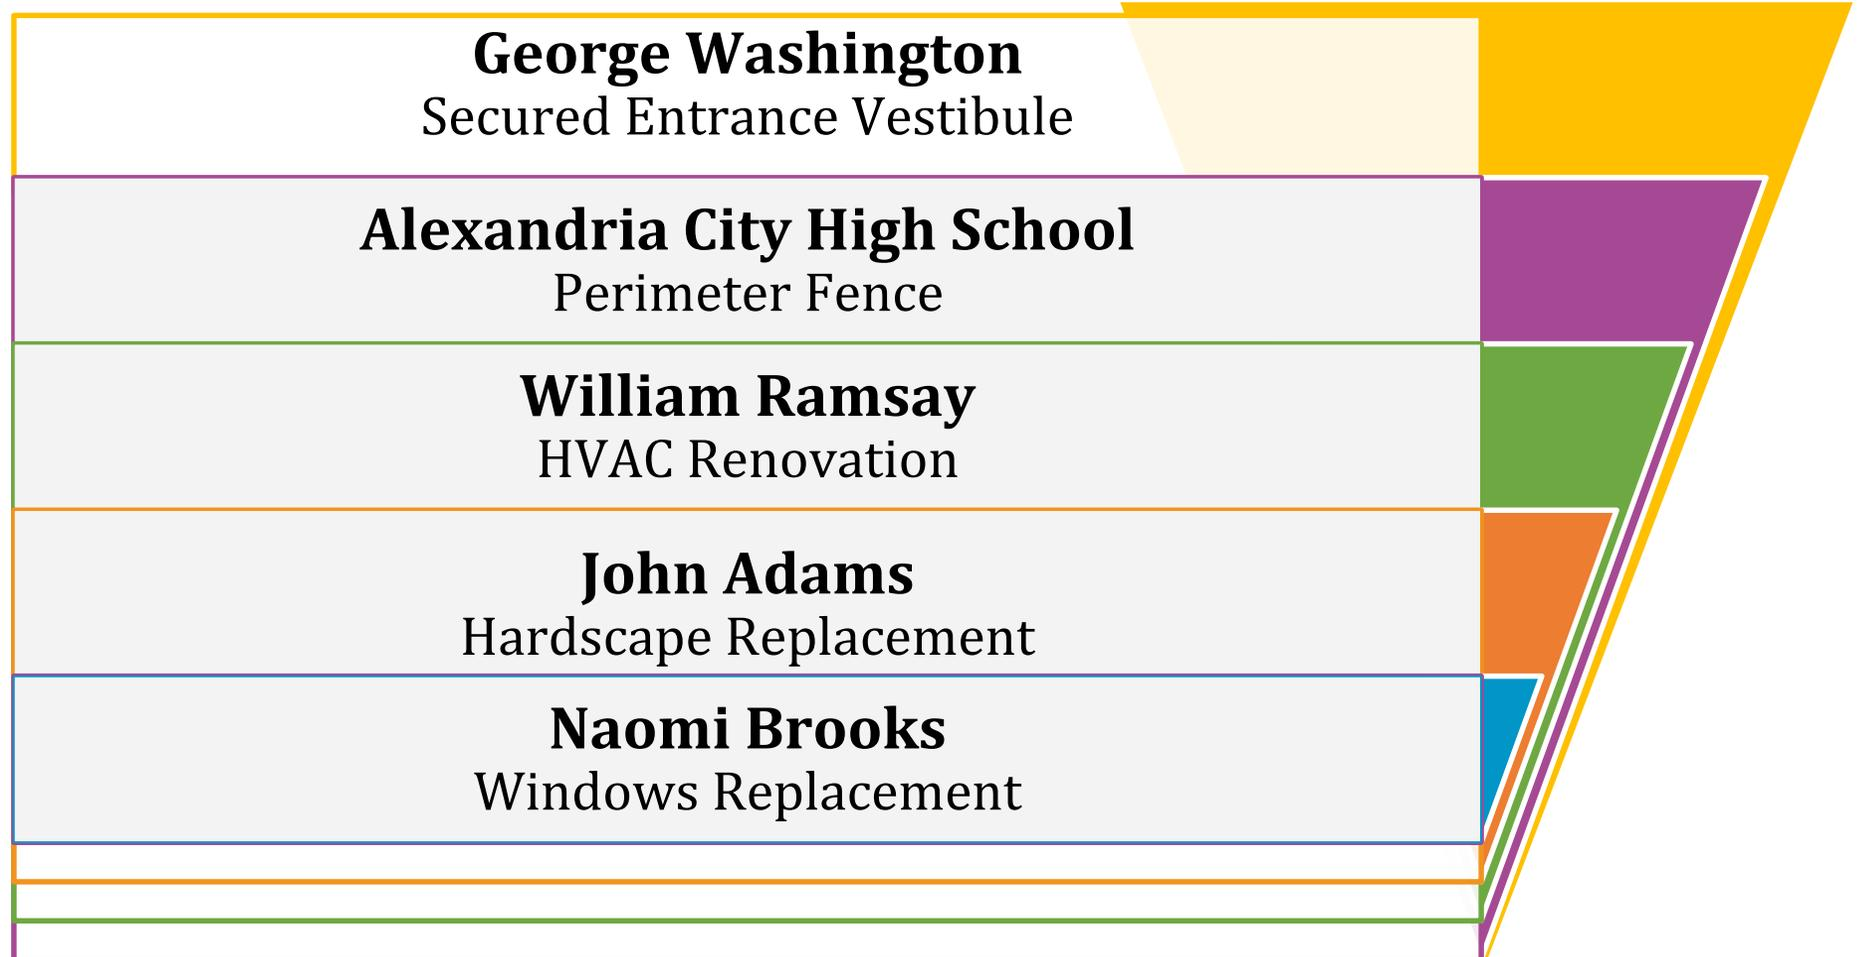 George Washington
Secured Entrance Vestibule
Alexandria City High School
Perimeter Fence
William Ramsay
HVAC Renovation
John Adams
Hardscape Replacement
Naomi Brooks
Windows Replacement